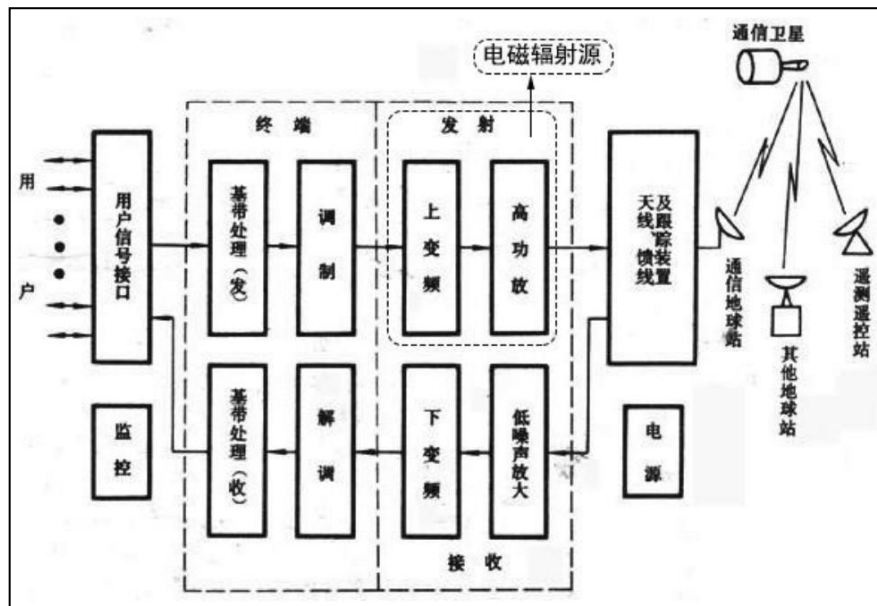 通信卫星
电磁辐射源
终端
发射
用户
用户信号接口
基带处理(发)
调制
上变频
高功放
天线、馈线
及跟踪装置
通信地球站
其他地球站
遥测遥控站
监控
基带处理(收)
解调
下变频
低噪声放大
电源
接收